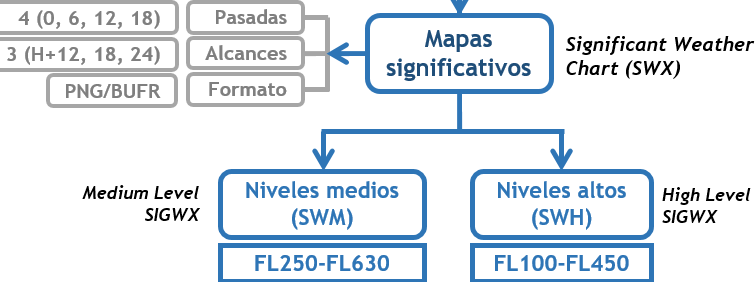 4 (0, 6, 12, 18)
Pasadas
3 (H+12, 18, 24)
Alcances
PNG/BUFR
Formato
Mapas
significativos
Significant Weather
Chart (SWX)
Medium Level
SIGWX
Niveles medios
(SWM)
FL250-FL630
Niveles altos
(SWH)
FL100-FL450
High Level
SIGWX